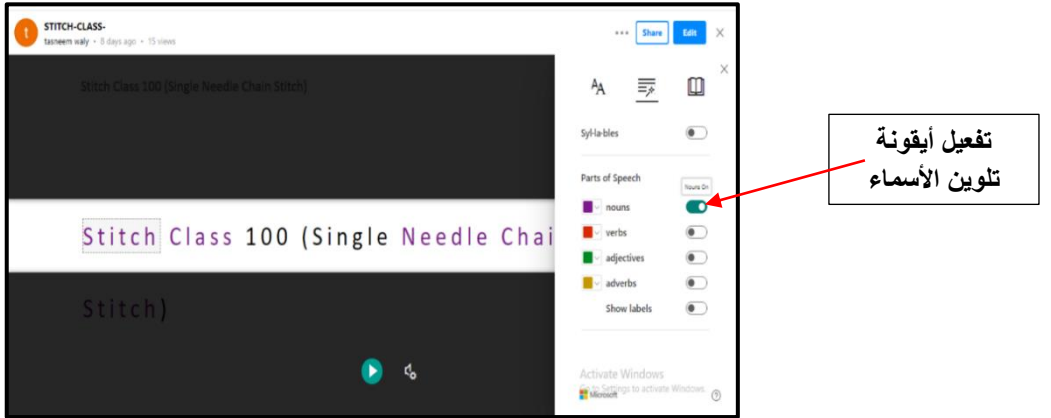 t
STITCH-CLASS-
tasneem waly • 8 days ago • 15 views
Share
Edit
Stitch Class 100 (Single Needle Chain Stitch)
AA
Syl·la·bles
Parts of Speech
Nouns On
nouns
verbs
adjectives
adverbs
Show labels
Stitch Class 100 (Single Needle Chai
Stitch)
Activate Windows
Go to Settings to activate Windows.
Microsoft
تفعيل أيقونة
تلوين الأسماء